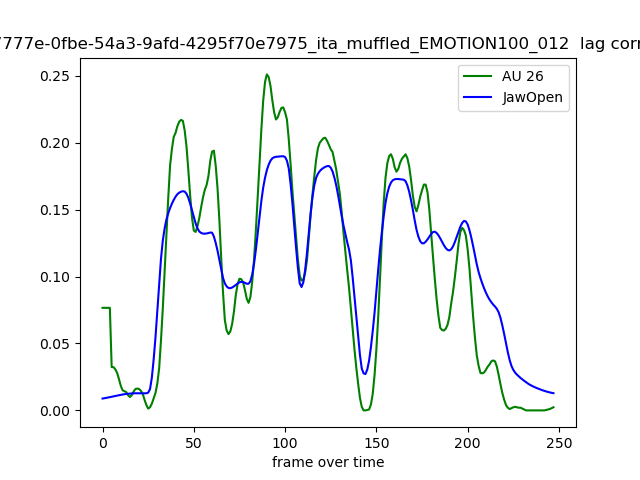 7777e-0fbe-54a3-9afd-4295f70e7975_ita_muffled_EMOTION100_012 lag corr
AU 26
JawOpen
0.25
0.20
0.15
0.10
0.05
0.00
0 50 100 150 200 250
frame over time